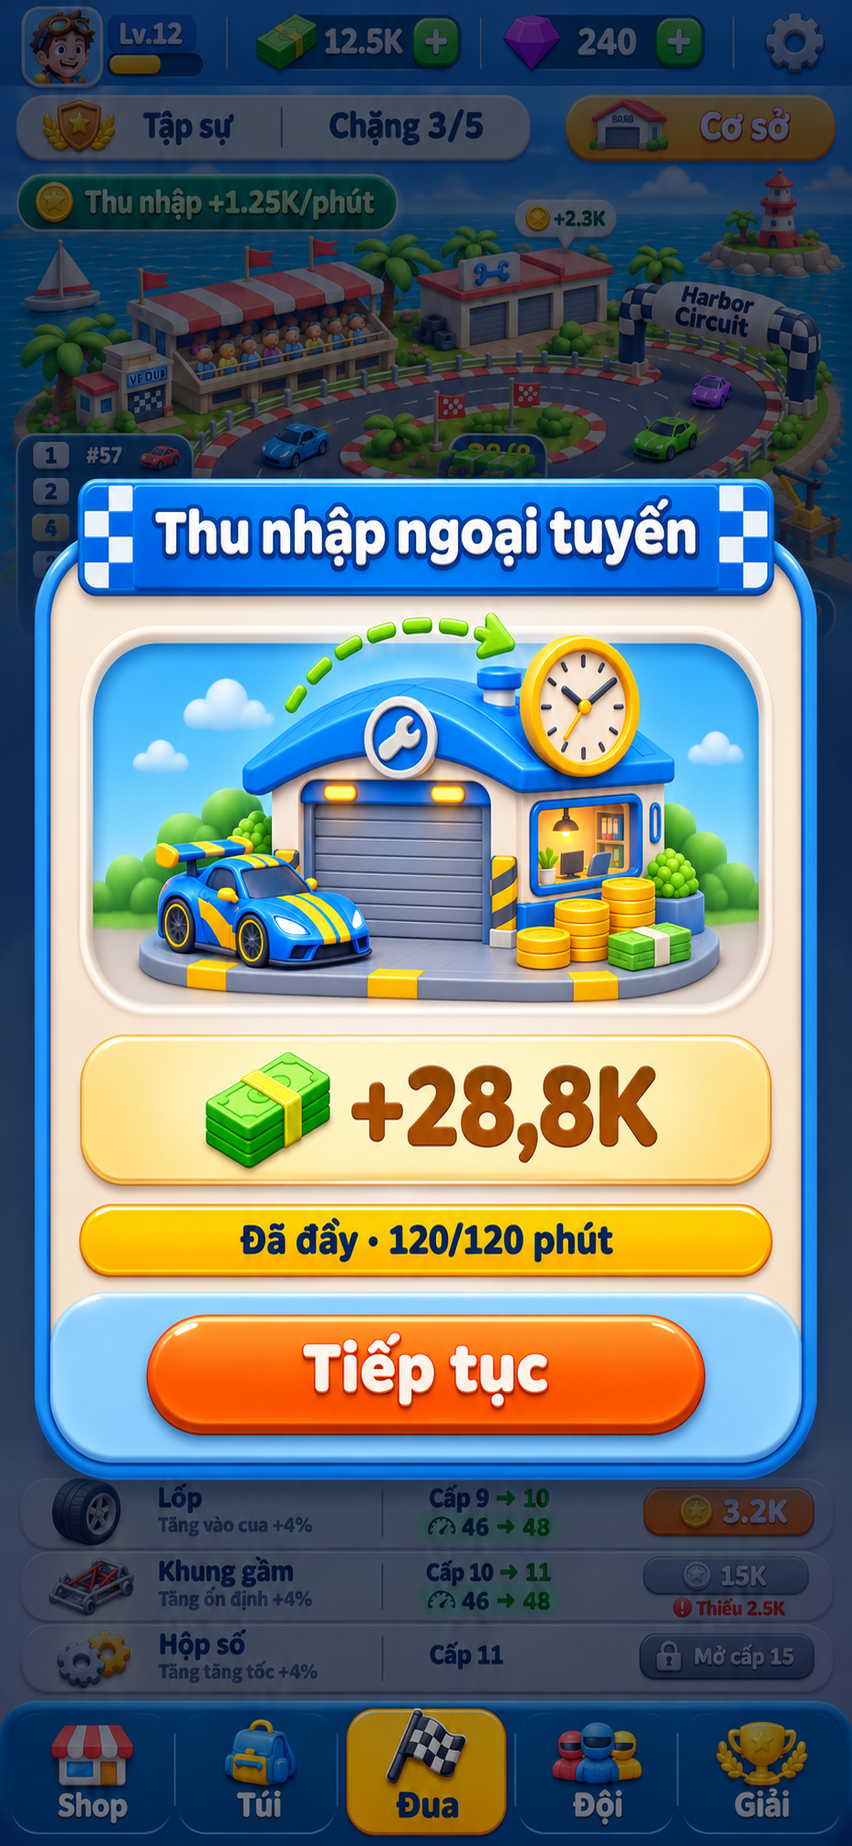 Lv.12
12.5K
240
Tập sự
Chặng 3/5
Cơ sở
Thu nhập +1.25K/phút
+2.3K
Harbor
Circuit
1 #57
2
4
Thu nhập ngoại tuyến
+28,8K
Đã đầy • 120/120 phút
Tiếp tục
Lốp
Tăng vào cua +4%
Cấp 9 → 10
46 → 48
3.2K
Khung gầm
Tăng ổn định +4%
Cấp 10 → 11
46 → 48
15K
Thiếu 2.5K
Hộp số
Tăng tăng tốc +4%
Cấp 11
Mở cấp 15
Shop
Túi
Đua
Đội
Giải